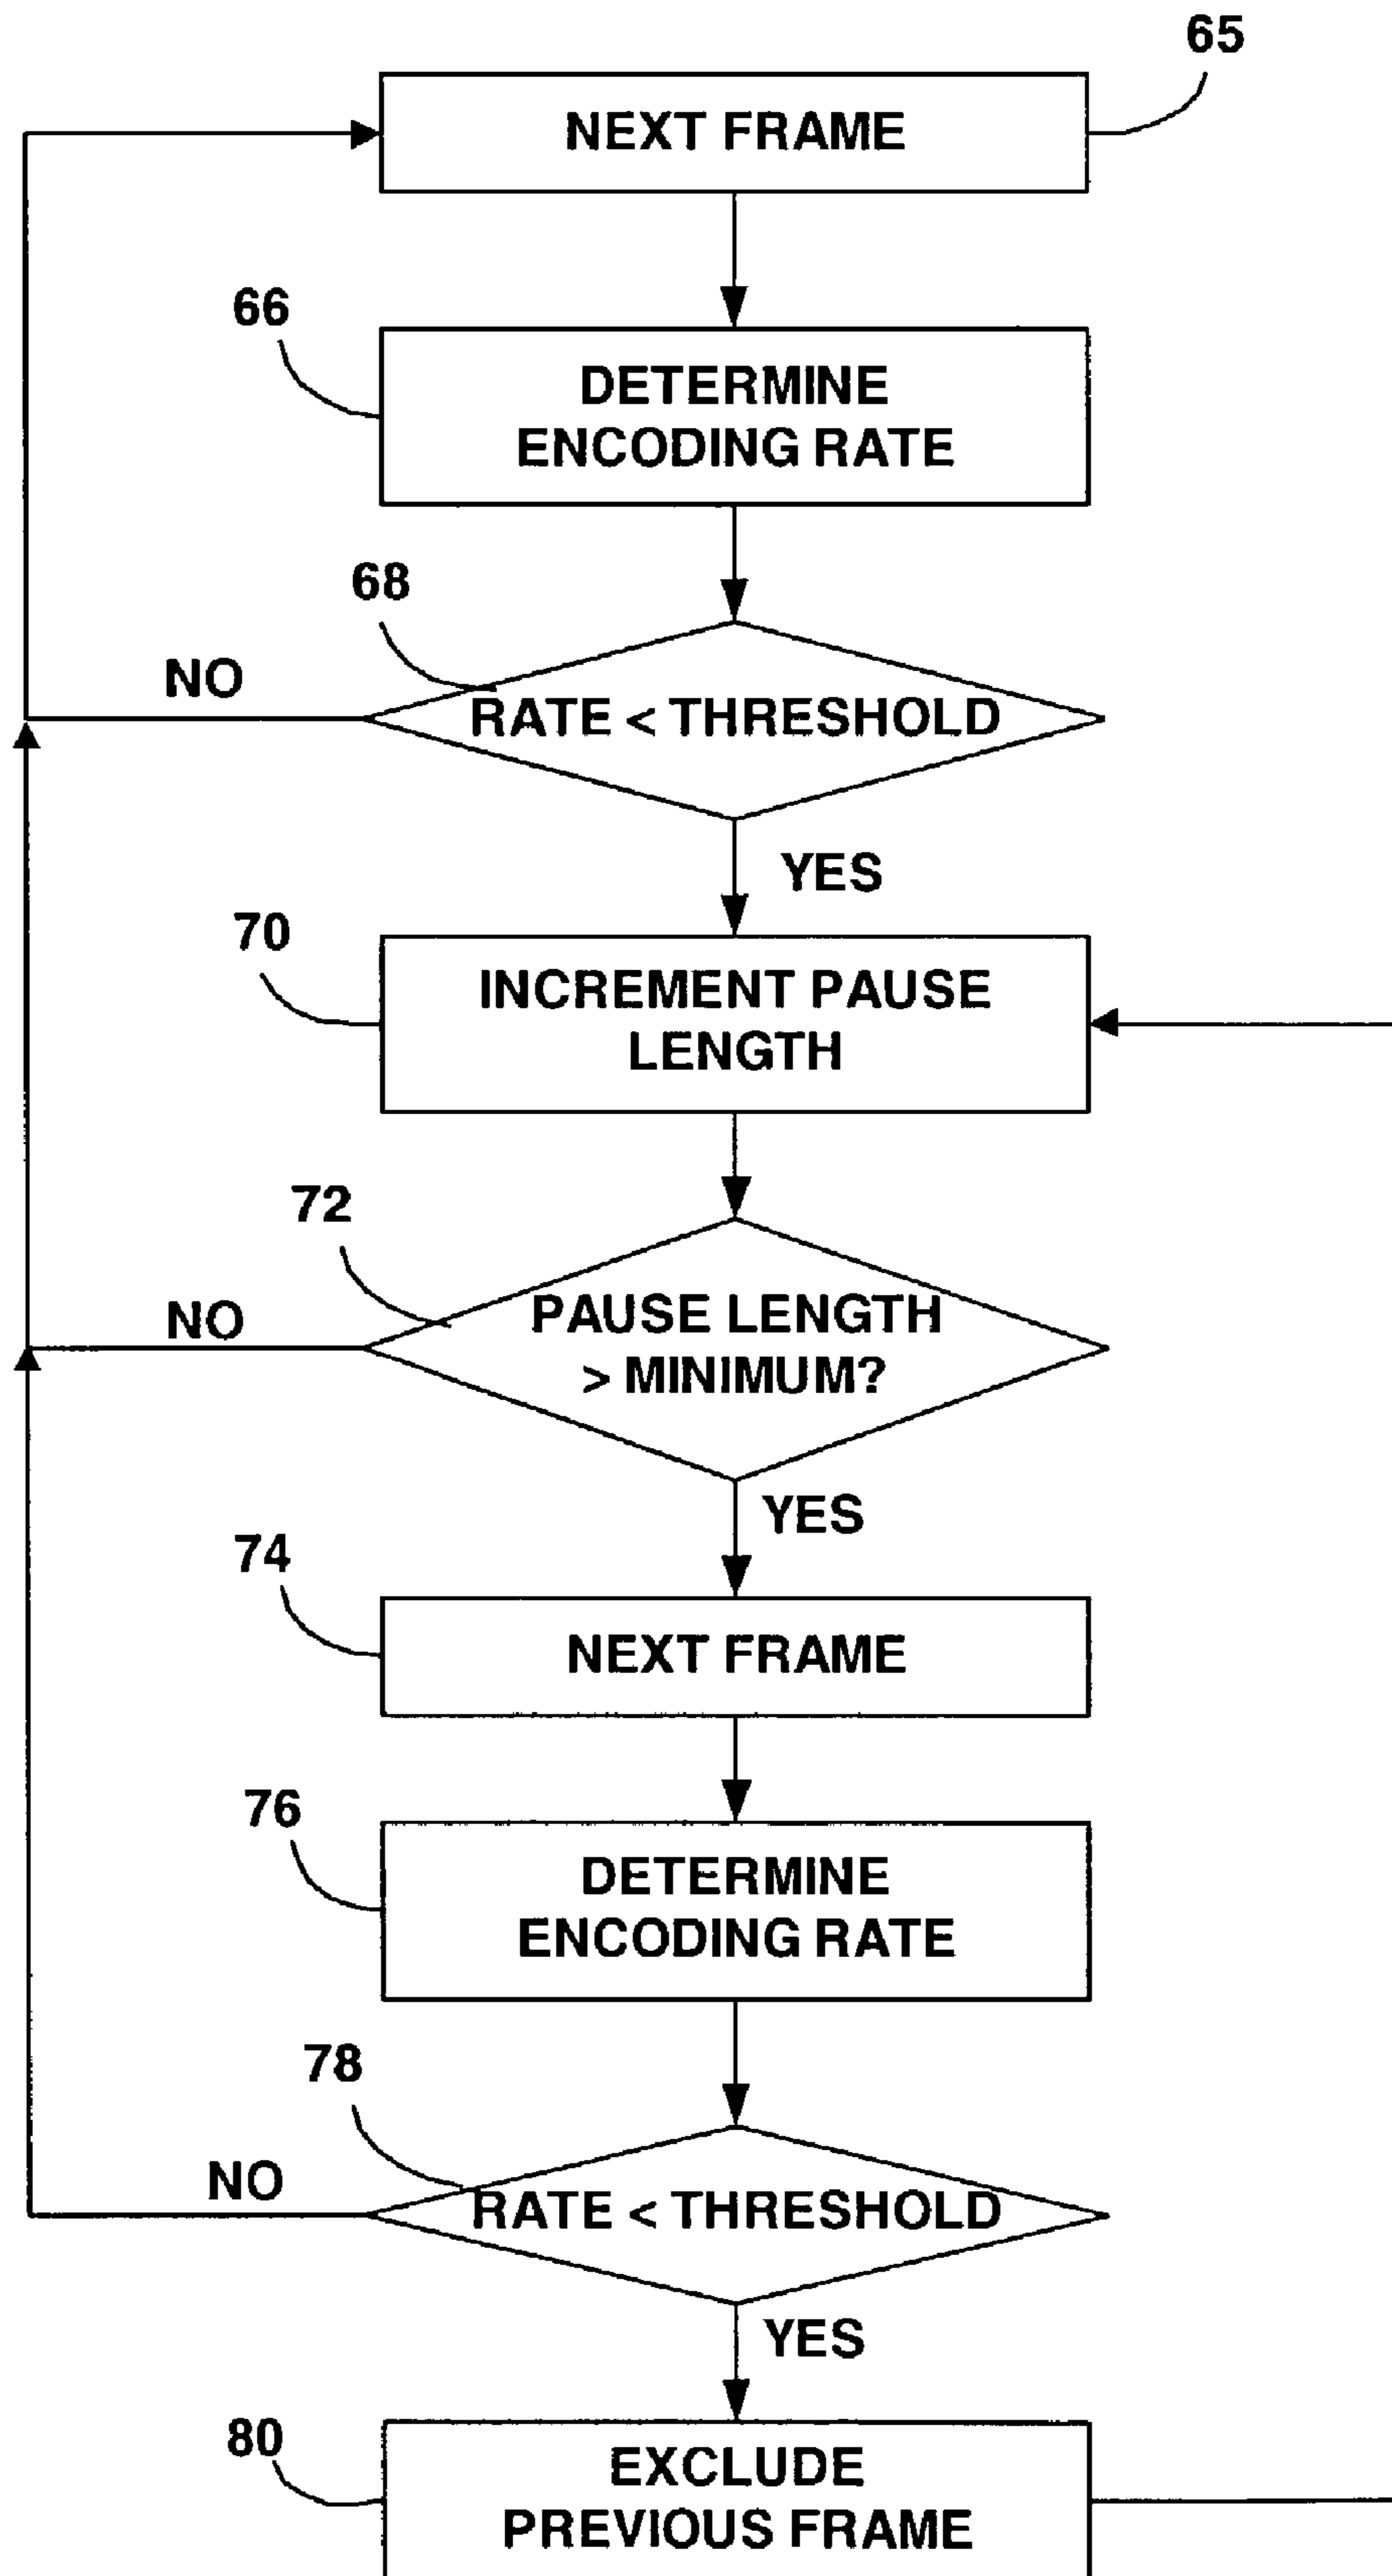 65
NEXT FRAME
66
DETERMINE
ENCODING RATE
68
NO
RATE < THRESHOLD
YES
70
INCREMENT PAUSE
LENGTH
72
NO
PAUSE LENGTH
> MINIMUM?
YES
74
NEXT FRAME
76
DETERMINE
ENCODING RATE
78
NO
RATE < THRESHOLD
YES
80
EXCLUDE
PREVIOUS FRAME